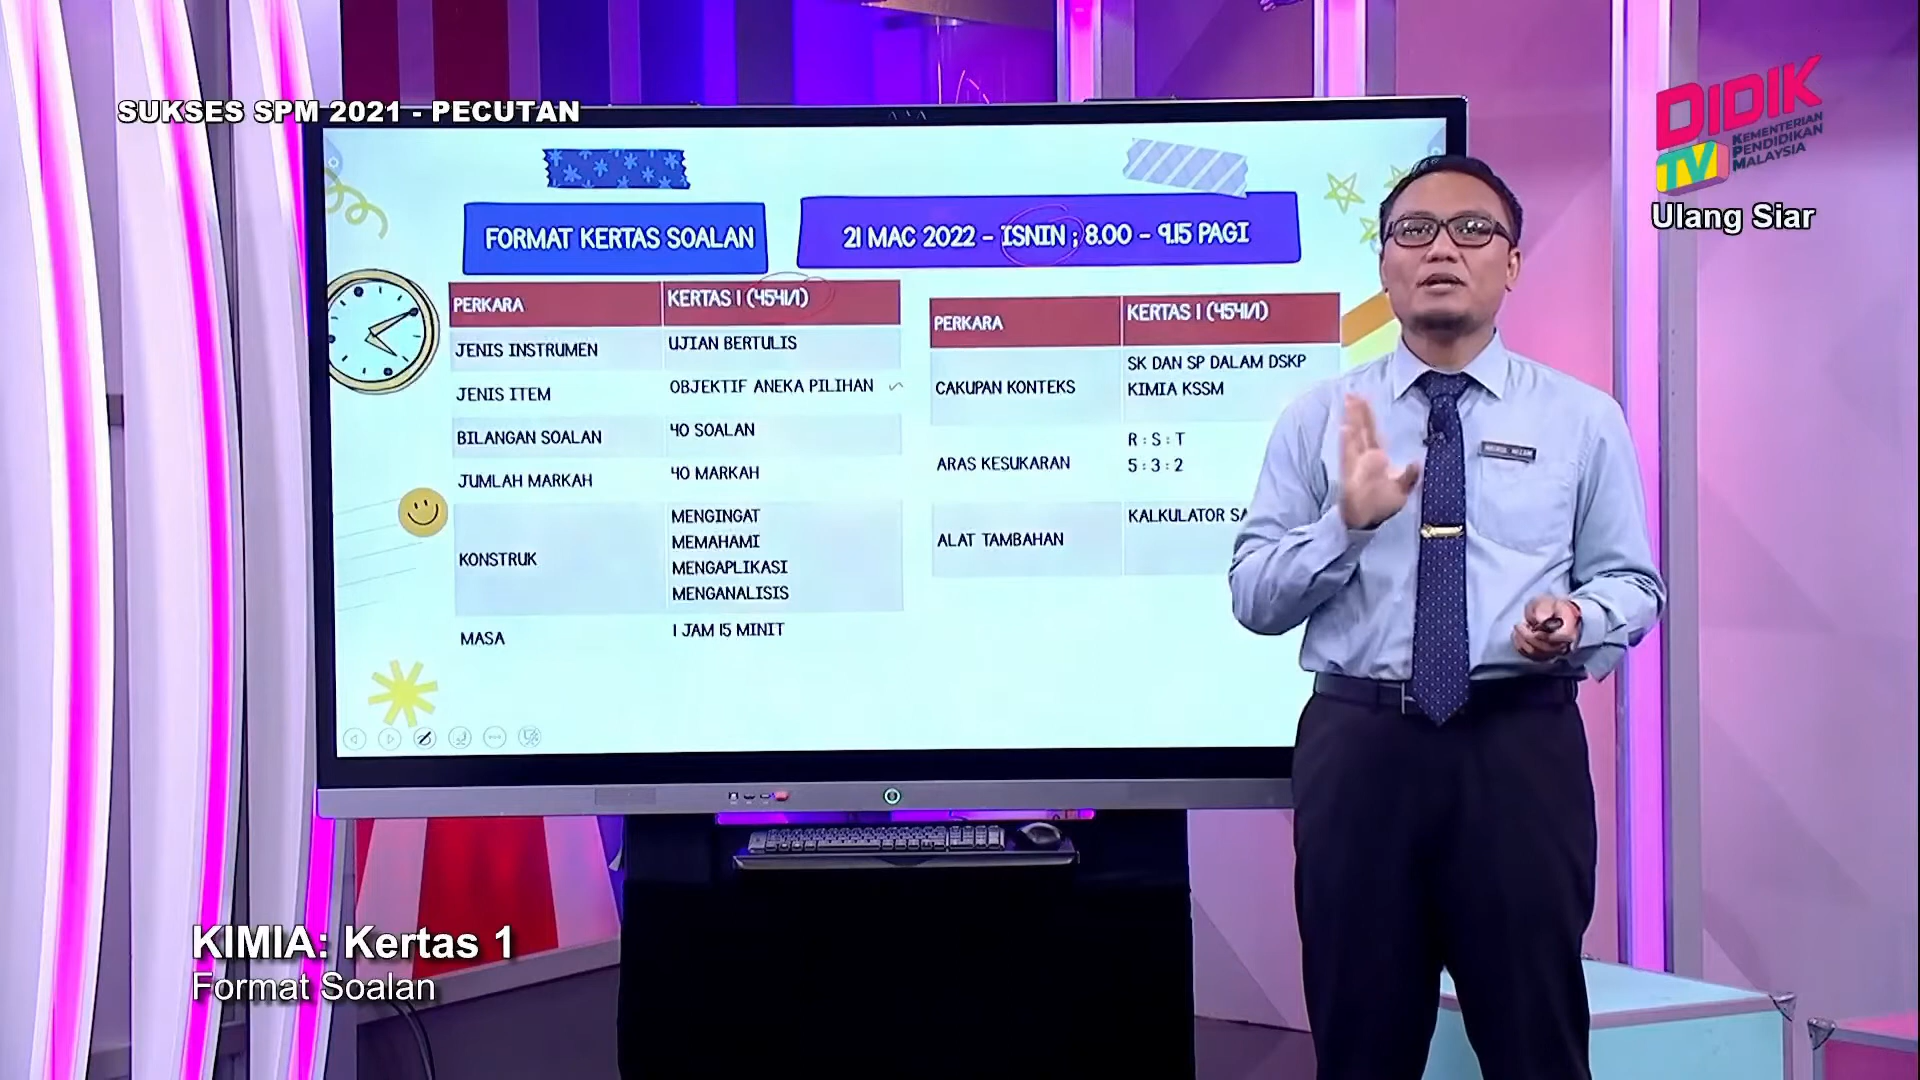 SUKSES SPM 2021 - PECUTAN
DIDIK
TV
KEMENTERIAN
PENDIDIKAN
MALAYSIA
Ulang Siar
FORMAT KERTAS SOALAN
21 MAC 2022 - ISNIN ; 8.00 - 9.15 PAGI
PERKARA
KERTAS 1 (4541/1)
JENIS INSTRUMEN
UJIAN BERTULIS
JENIS ITEM
OBJEKTIF ANEKA PILIHAN
BILANGAN SOALAN
40 SOALAN
JUMLAH MARKAH
40 MARKAH
KONSTRUK
MENGINGAT
MEMAHAMI
MENGAPLIKASI
MENGANALISIS
MASA
1 JAM 15 MINIT
PERKARA
KERTAS 1 (4541/1)
CAKUPAN KONTEKS
SK DAN SP DALAM DSKP
KIMIA KSSM
ARAS KESUKARAN
R : S : T
5 : 3 : 2
ALAT TAMBAHAN
KALKULATOR SA
KIMIA: Kertas 1
Format Soalan